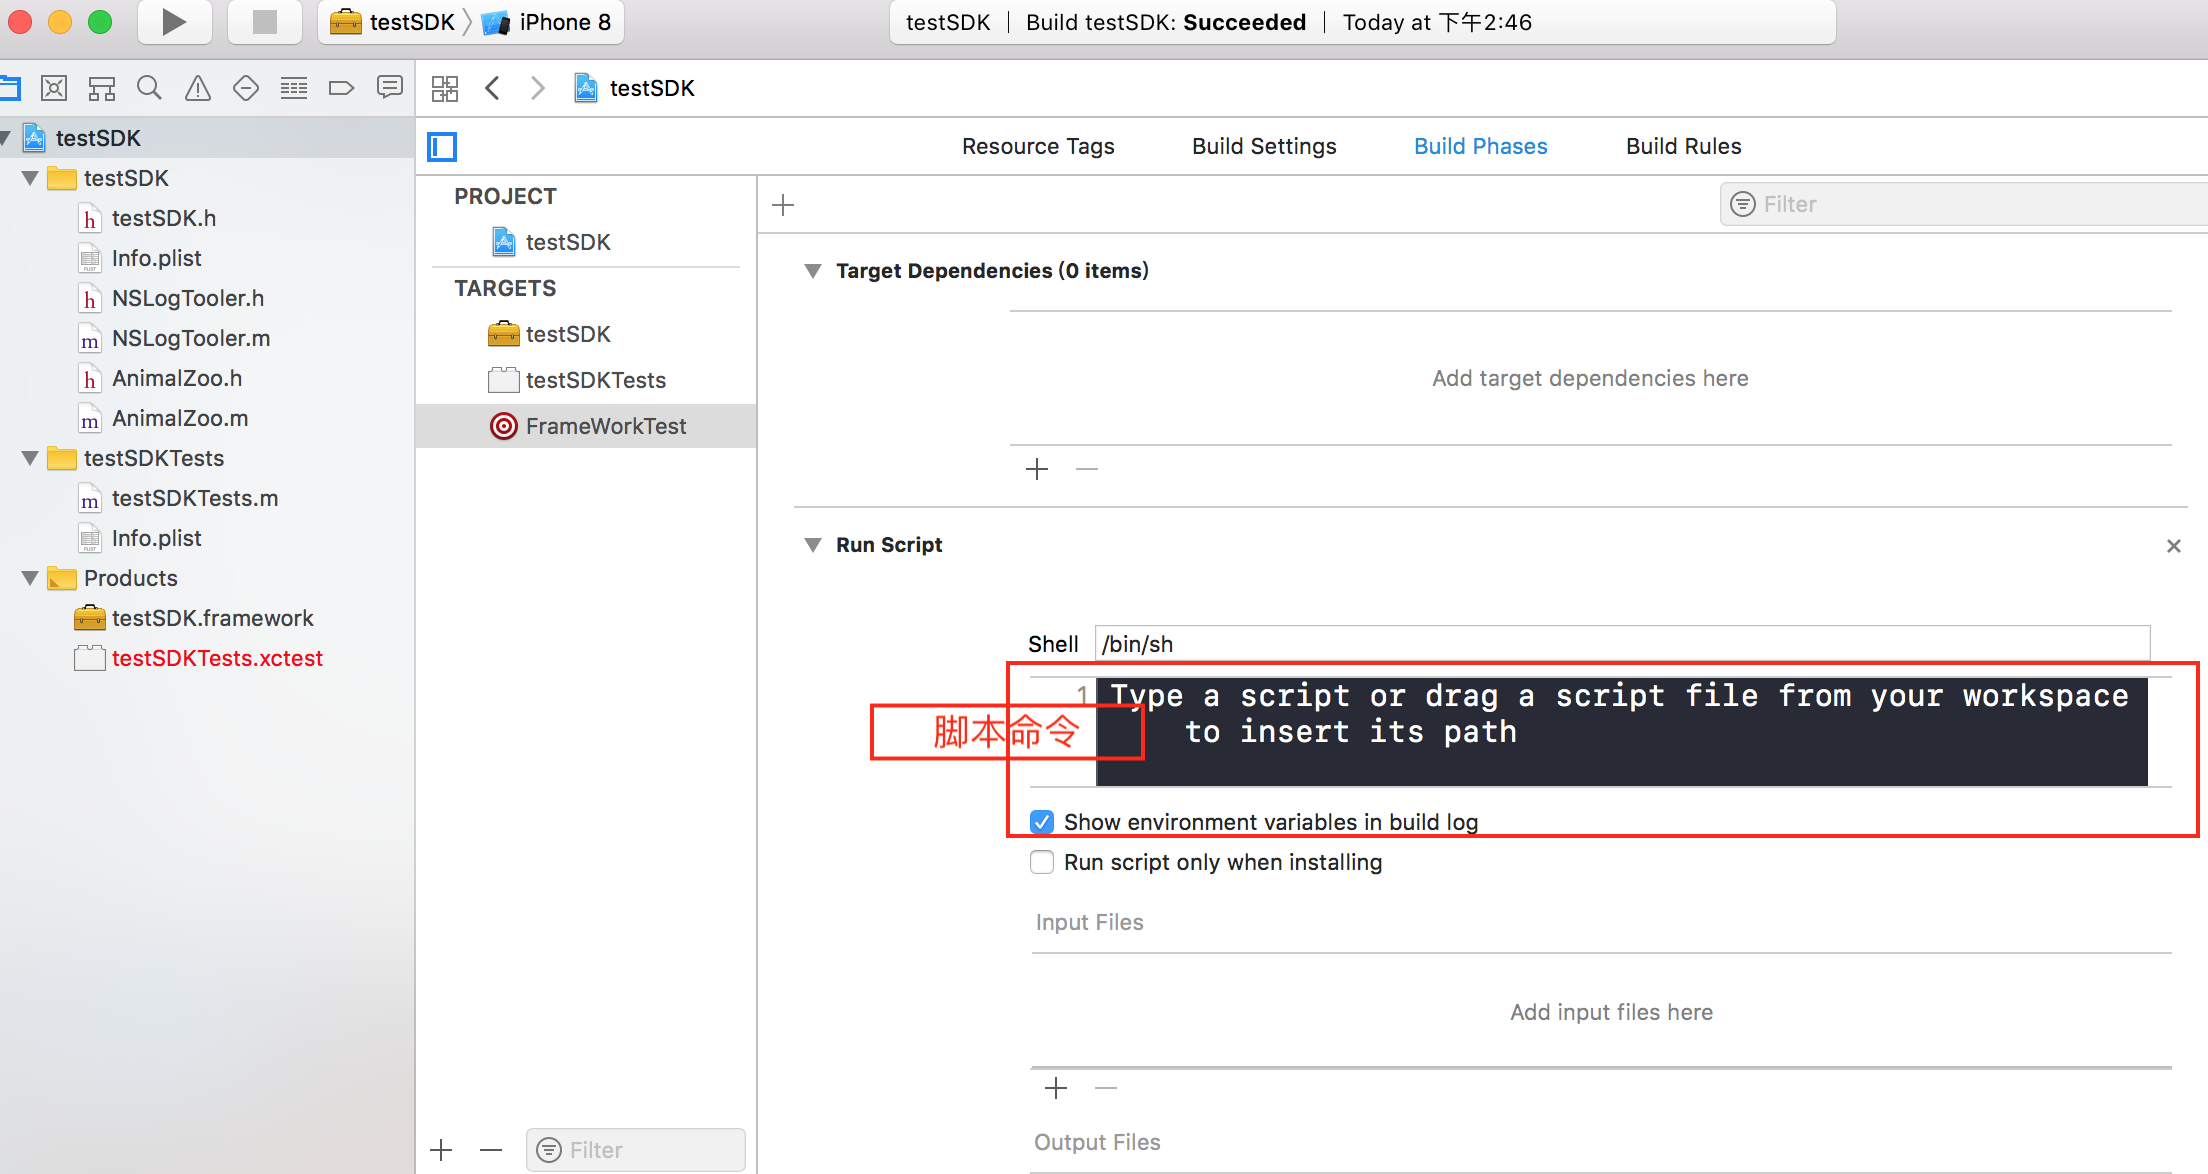 testSDK iPhone 8
testSDK Build testSDK: Succeeded Today at 下午2:46
testSDK
Resource Tags Build Settings Build Phases Build Rules
testSDK
testSDK
testSDK.h
Info.plist
NSLogTooler.h
NSLogTooler.m
AnimalZoo.h
AnimalZoo.m
testSDKTests
testSDKTests.m
Info.plist
Products
testSDK.framework
testSDKTests.xctest
PROJECT
testSDK
TARGETS
testSDK
testSDKTests
FrameWorkTest
Filter
Filter
Target Dependencies (0 items)
Add target dependencies here
Run Script
Shell /bin/sh
1 Type a script or drag a script file from your workspace
to insert its path
脚本命令
Show environment variables in build log
Run script only when installing
Input Files
Add input files here
Output Files